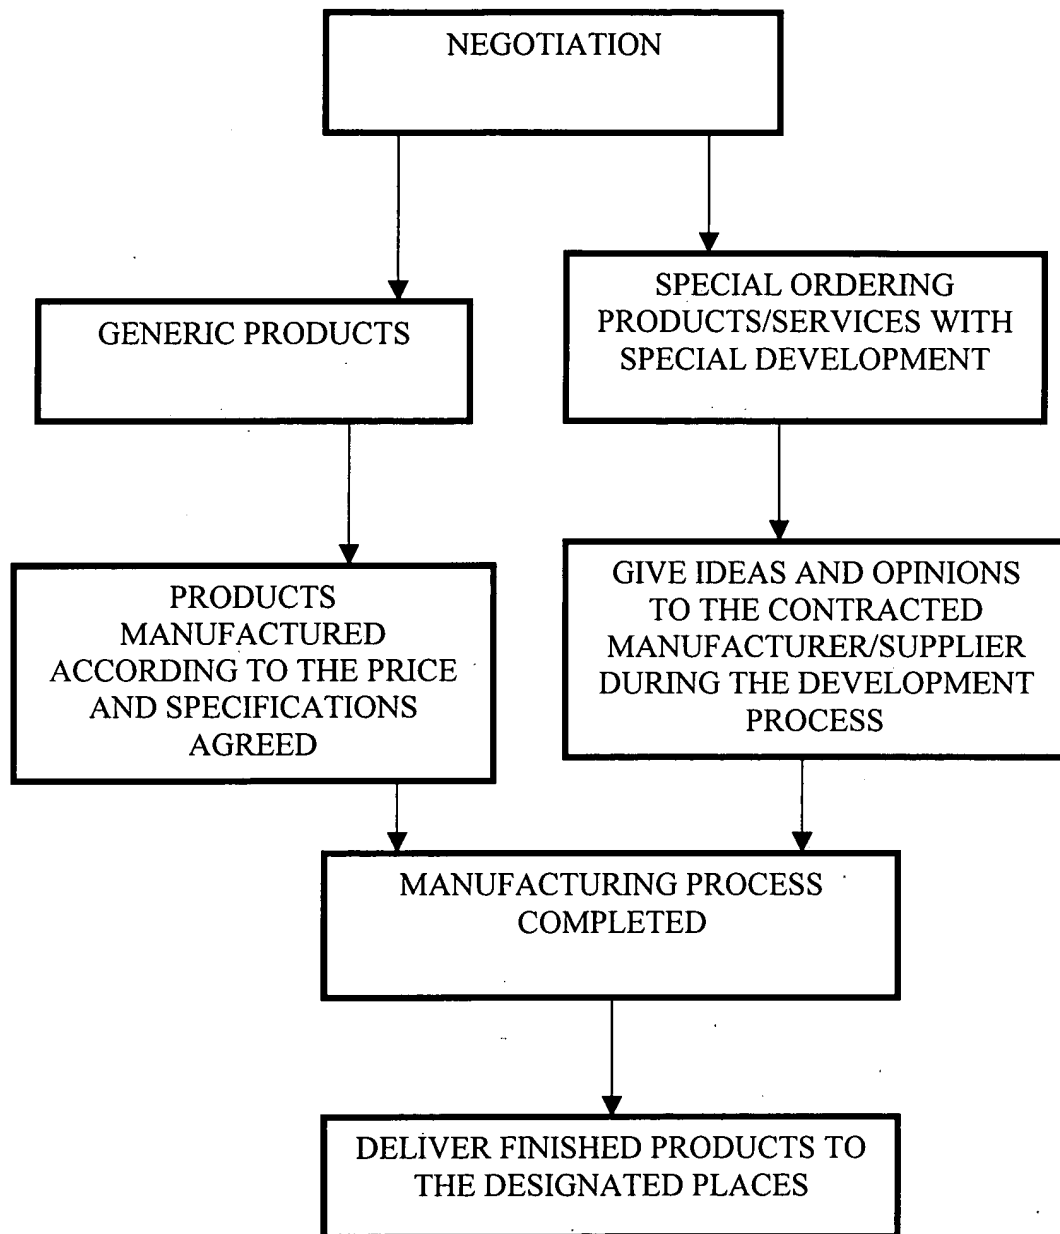 NEGOTIATION
GENERIC PRODUCTS
SPECIAL ORDERING
PRODUCTS/SERVICES WITH
SPECIAL DEVELOPMENT
PRODUCTS
MANUFACTURED
ACCORDING TO THE PRICE
AND SPECIFICATIONS
AGREED
GIVE IDEAS AND OPINIONS
TO THE CONTRACTED
MANUFACTURER/SUPPLIER
DURING THE DEVELOPMENT
PROCESS
MANUFACTURING PROCESS
COMPLETED
DELIVER FINISHED PRODUCTS TO
THE DESIGNATED PLACES